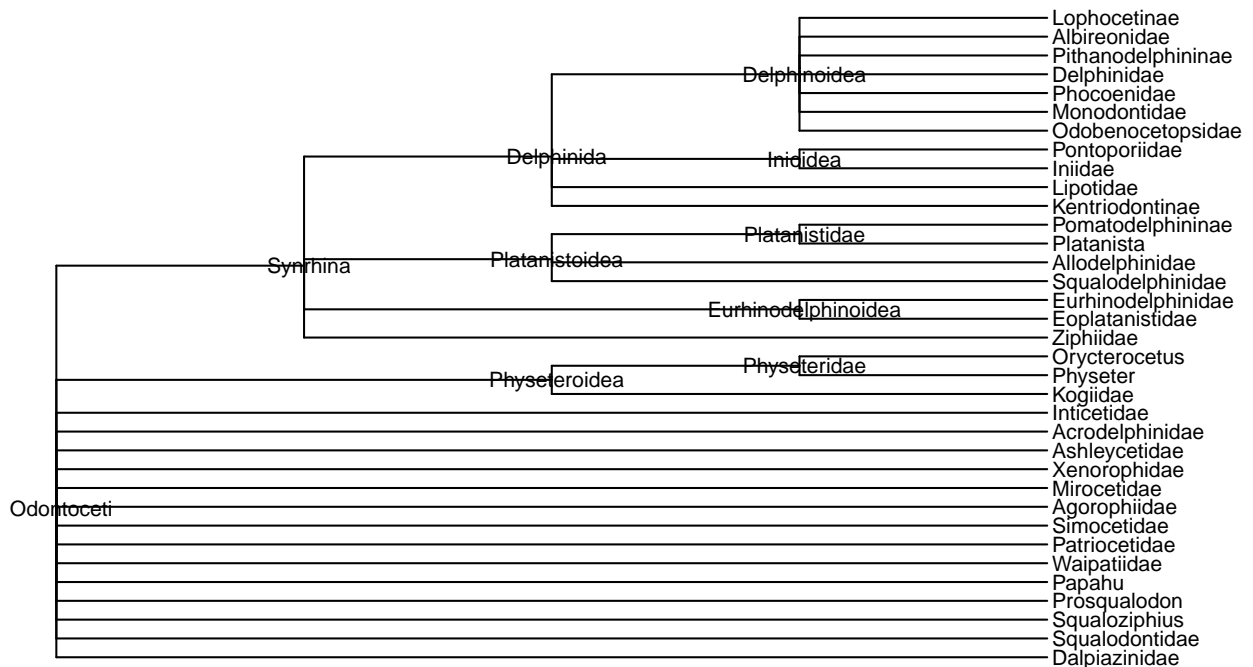 Lophocetinae
Albireonidae
Pithanodelphininae
Delphinoidea
Delphinidae
Phocoenidae
Monodontidae
Odobenocetopsidae
Pontoporiidae
Delphinida
Inioidea
Iniidae
Lipotidae
Kentriodontinae
Pomatodelphininae
Platanistidae
Platanista
Synrhina
Platanistoidea
Allodelphinidae
Squalodelphinidae
Eurhinodelphinidae
Eurhinodelphinoidea
Eoplatanistidae
Ziphiidae
Orycterocetus
Physeteridae
Physeteroidea
Physeter
Kogiidae
Inticetidae
Acrodelphinidae
Ashleycetidae
Xenorophidae
Mirocetidae
Odontoceti
Agorophiidae
Simocetidae
Patriocetidae
Waipatiidae
Papahu
Prosqualodon
Squaloziphius
Squalodontidae
Dalpiazinidae